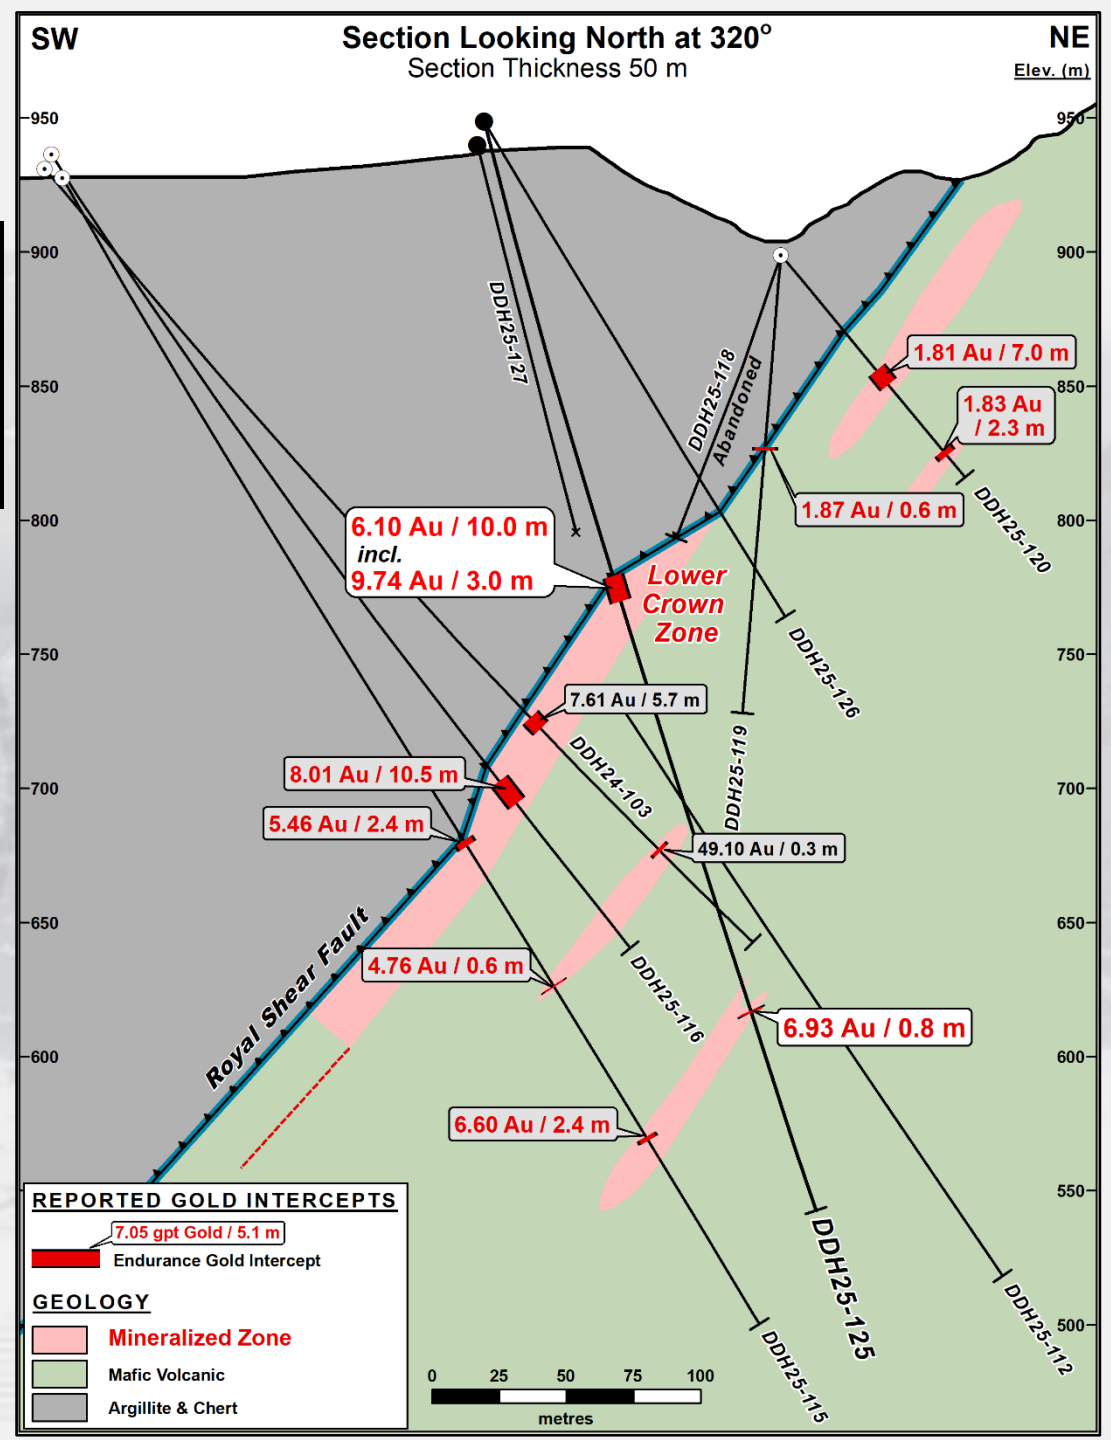 SW
Section Looking North at 320°
NE
Section Thickness 50 m
Elev. (m)
950
950
900
900
850
850
800
800
750
750
700
700
650
650
600
600
550
550
500
DDH25-127
DDH25-118
Abandoned
1.81 Au / 7.0 m
1.83 Au
/ 2.3 m
1.87 Au / 0.6 m
DDH25-120
6.10 Au / 10.0 m
incl.
9.74 Au / 3.0 m
Lower
Crown
Zone
DDH25-126
7.61 Au / 5.7 m
DDH24-103
DDH25-119
8.01 Au / 10.5 m
5.46 Au / 2.4 m
49.10 Au / 0.3 m
Royal Shear Fault
4.76 Au / 0.6 m
DDH25-116
6.93 Au / 0.8 m
6.60 Au / 2.4 m
DDH25-125
DDH25-112
DDH25-115
REPORTED GOLD INTERCEPTS
7.05 gpt Gold / 5.1 m
Endurance Gold Intercept
GEOLOGY
Mineralized Zone
Mafic Volcanic
Argillite & Chert
0 25 50 75 100
metres